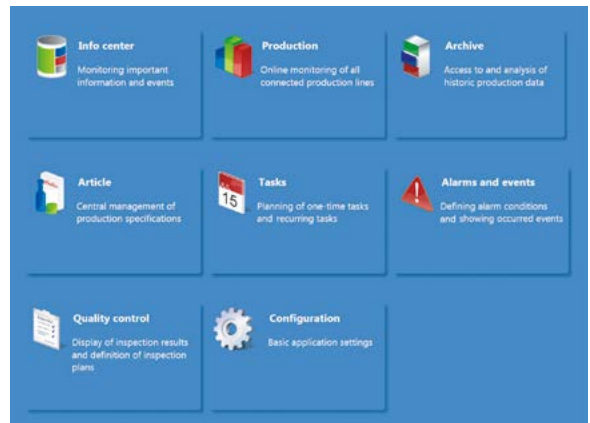 Info center
Monitoring important
information and events
Production
Online monitoring of all
connected production lines
Archive
Access to and analysis of
historic production data
Article
Central management of
production specifications
15
Tasks
Planning of one-time tasks
and recurring tasks
Alarms and events
Defining alarm conditions
and showing occurred events
Quality control
Display of inspection results
and definition of inspection
plans
Configuration
Basic application settings